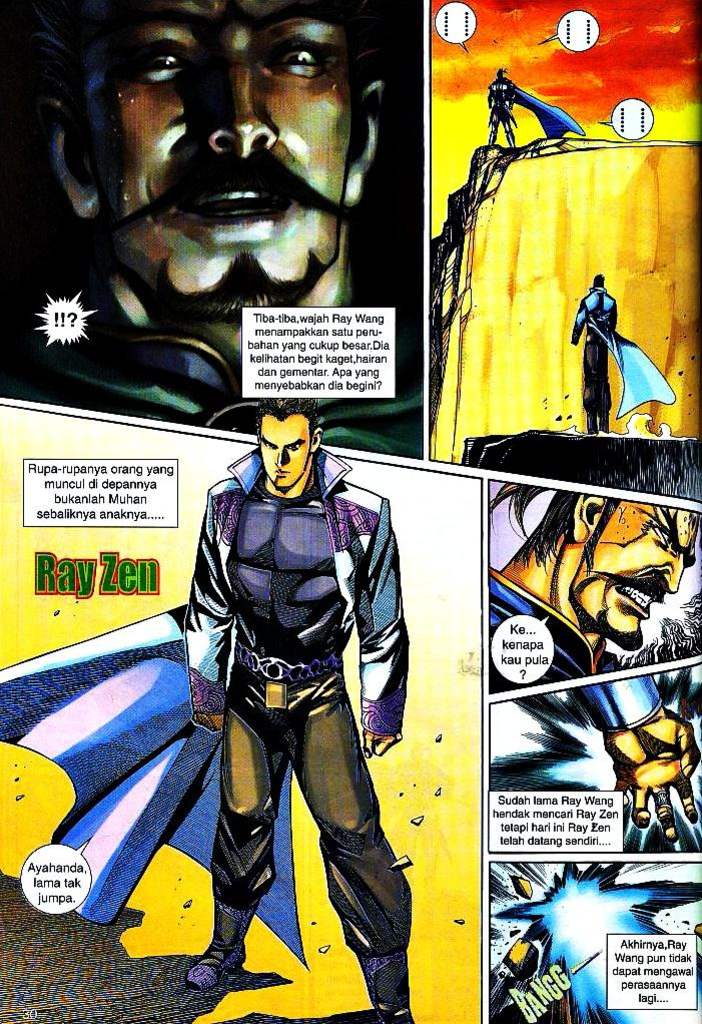 !!?
Tiba-tiba,wajah Ray Wang
menampakkan satu peru-
bahan yang cukup besar.Dia
kelihatan begit kaget,hairan
dan gementar. Apa yang
menyebabkan dia begini?
Rupa-rupanya orang yang
muncul di depannya
bukanlah Muhan
sebaliknya anaknya.....
Ray Zen
Ayahanda,
lama tak
jumpa.
Ke...
kenapa
kau pula
?
Sudah lama Ray Wang
hendak mencari Ray Zen
tetapi hari ini Ray Zen
telah datang sendiri....
Akhirnya,Ray
Wang pun tidak
dapat mengawal
perasaannya
lagi....
BANGG
30